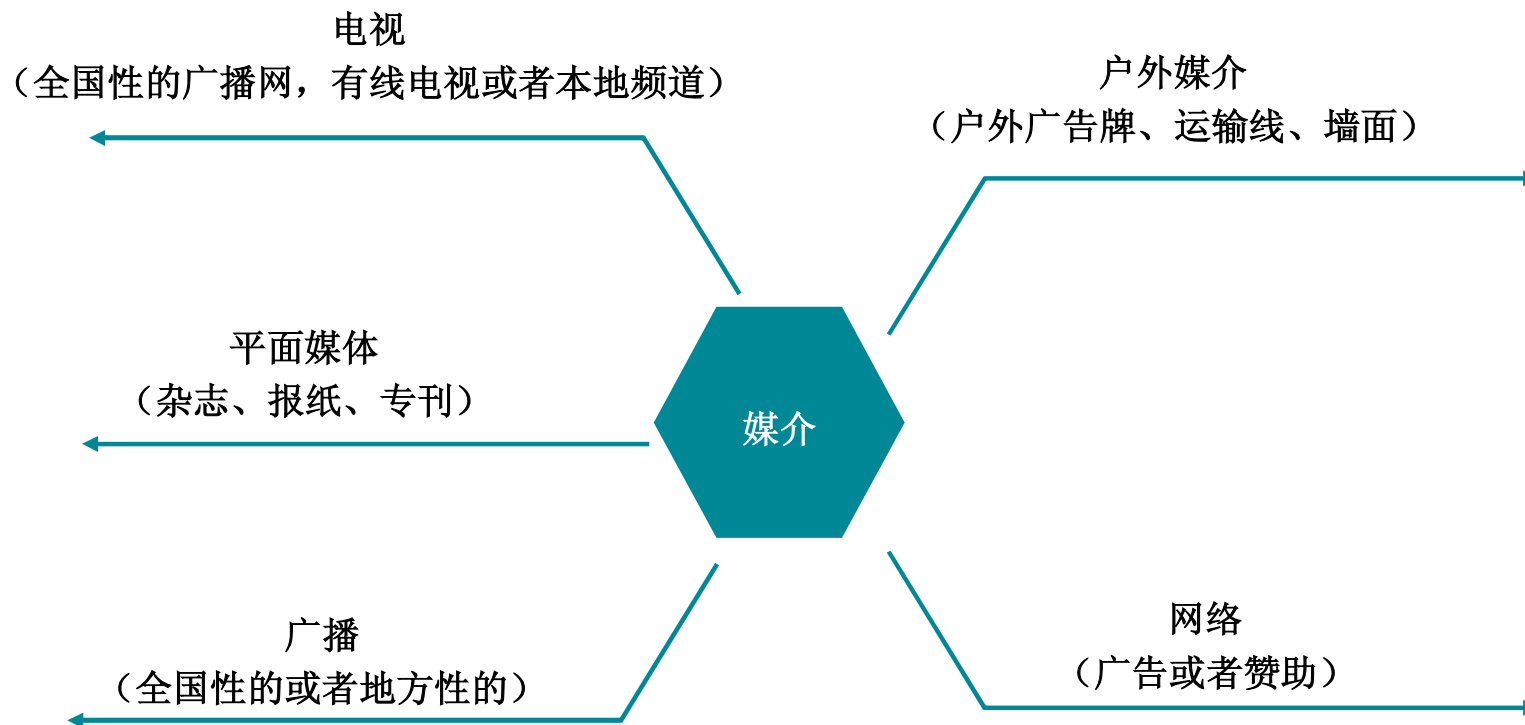 电视
（全国性的广播网，有线电视或者本地频道）
户外媒介
（户外广告牌、运输线、墙面）
平面媒体
（杂志、报纸、专刊）
媒介
广播
（全国性的或者地方性的）
网络
（广告或者赞助）